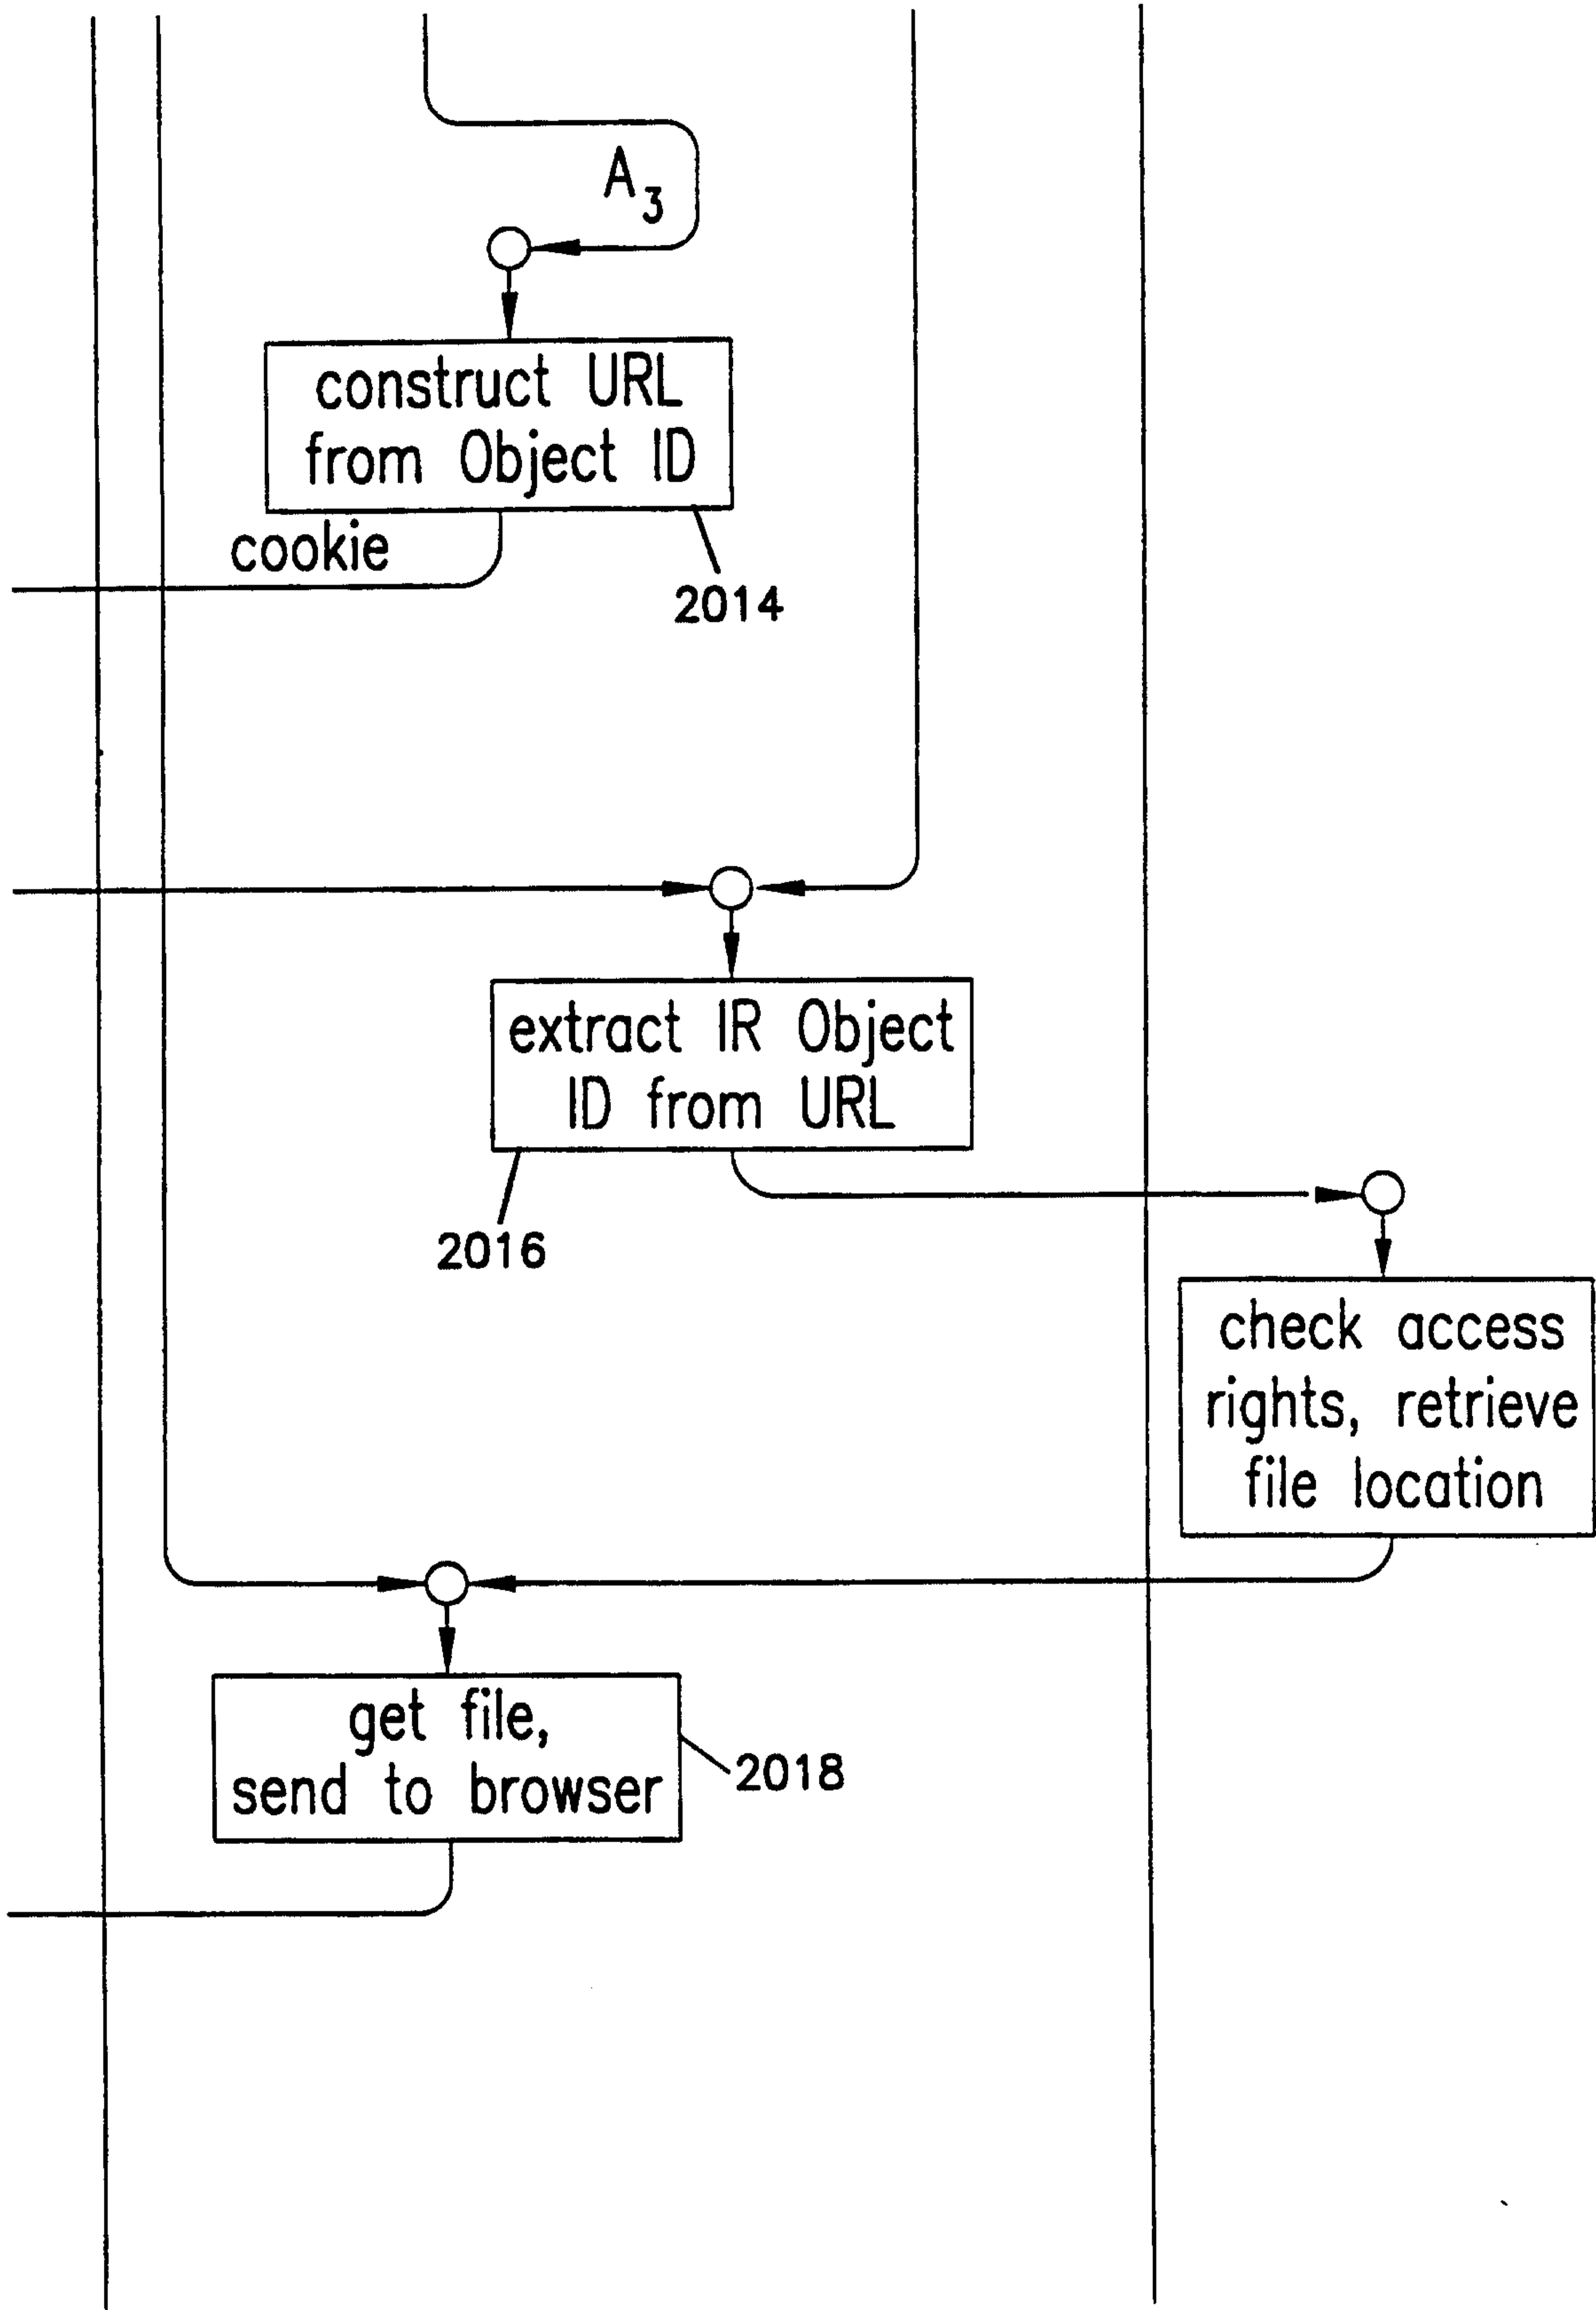 A3
construct URL
from Object ID
cookie
2014
extract IR Object
ID from URL
2016
check access
rights, retrieve
file location
get file,
send to browser
2018